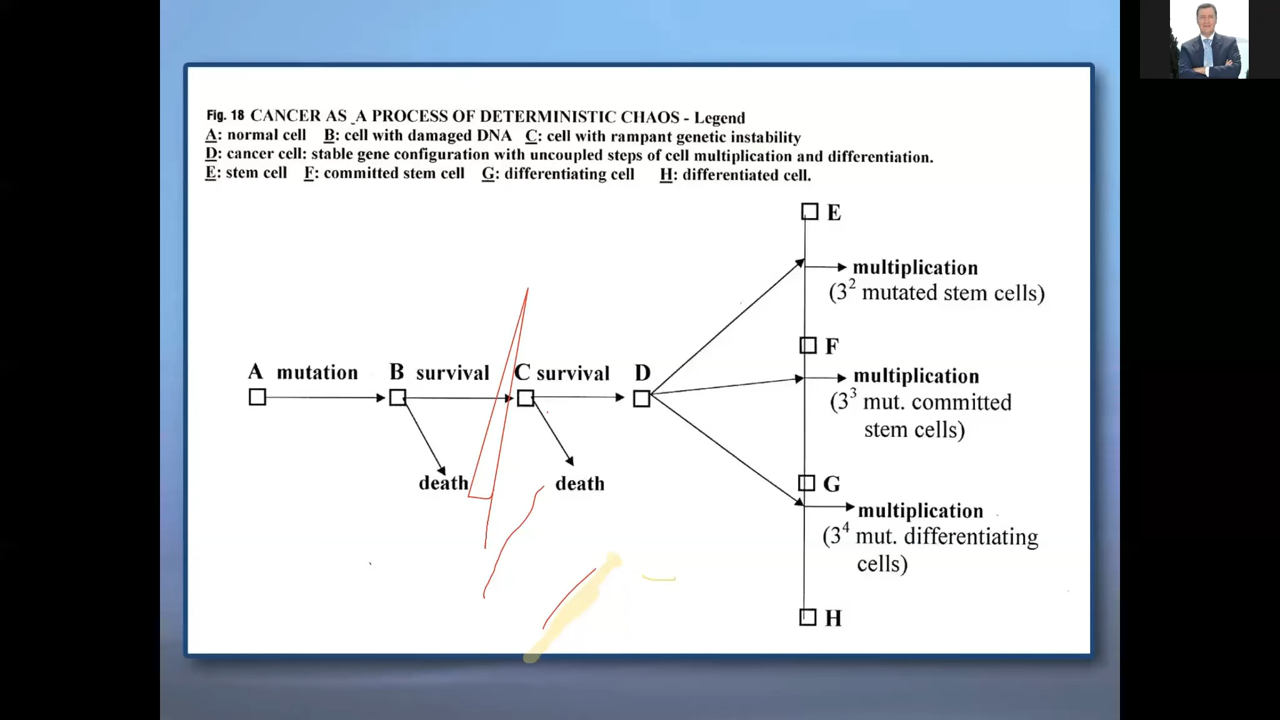 Fig. 18 CANCER AS A PROCESS OF DETERMINISTIC CHAOS - Legend
A: normal cell B: cell with damaged DNA C: cell with rampant genetic instability
D: cancer cell: stable gene configuration with uncoupled steps of cell multiplication and differentiation.
E: stem cell F: committed stem cell G: differentiating cell H: differentiated cell.
E
multiplication
(3² mutated stem cells)
F
A mutation B survival C survival D
multiplication
(3³ mut. committed
stem cells)
death death
G
multiplication
(3⁴ mut. differentiating
cells)
H